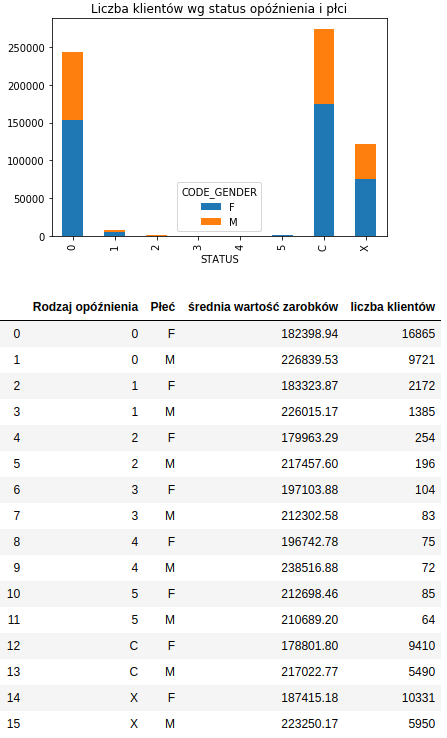 Liczba klientów wg status opóźnienia i płci
250000
200000
150000
100000
50000
0
CODE_GENDER
F
M
0 1 2 3 4 5 C X
STATUS
Rodzaj opóźnienia Płeć średnia wartość zarobków liczba klientów
0 0 F 182398.94 16865
1 0 M 226839.53 9721
2 1 F 183323.87 2172
3 1 M 226015.17 1385
4 2 F 179963.29 254
5 2 M 217457.60 196
6 3 F 197103.88 104
7 3 M 212302.58 83
8 4 F 196742.78 75
9 4 M 238516.88 72
10 5 F 212698.46 85
11 5 M 210689.20 64
12 C F 178801.80 9410
13 C M 217022.77 5490
14 X F 187415.18 10331
15 X M 223250.17 5950